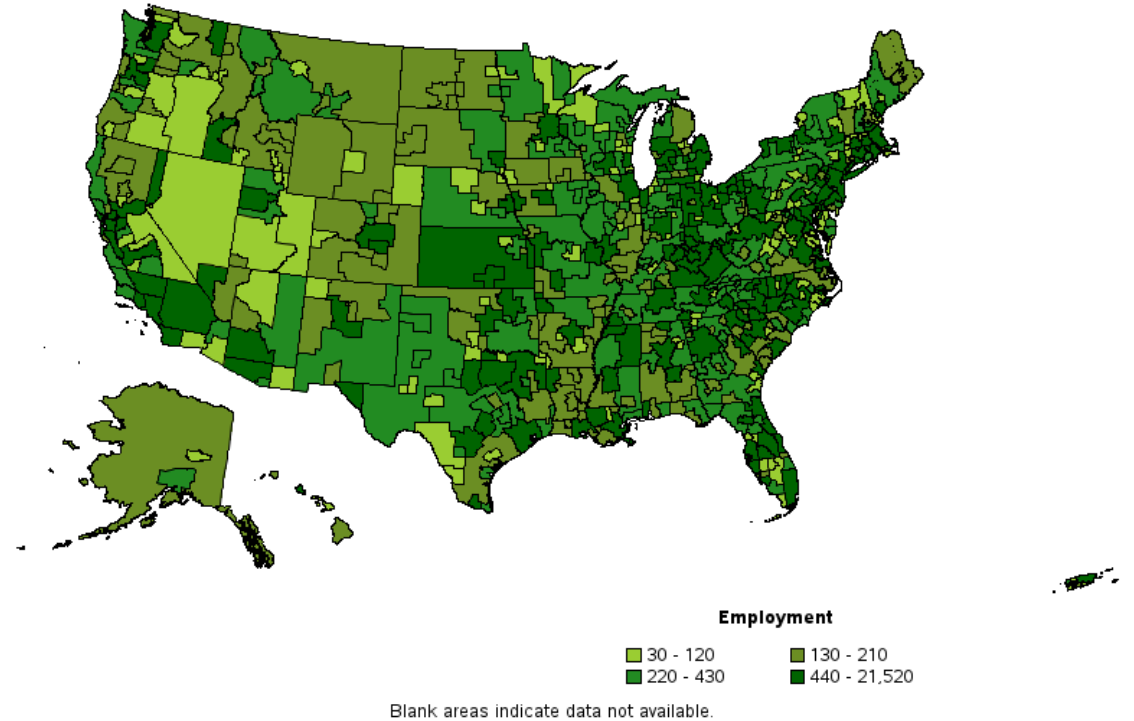 Employment
30 - 120
130 - 210
220 - 430
440 - 21,520
Blank areas indicate data not available.